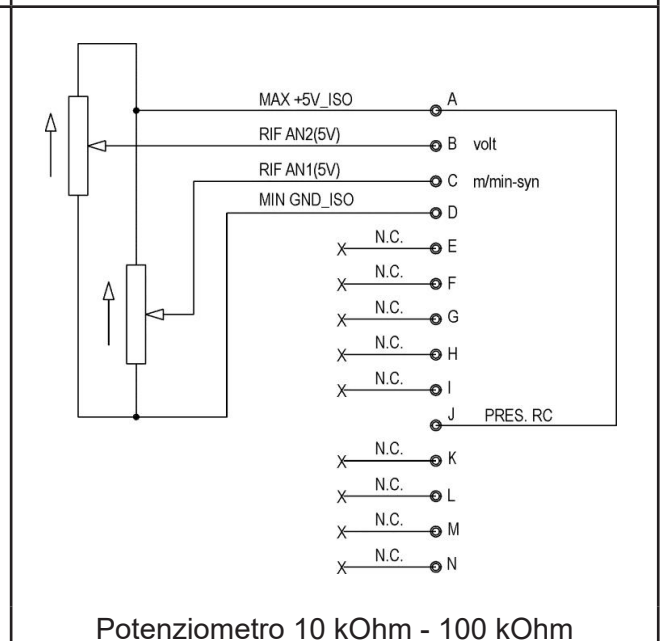 MAX +5V_ISO A
RIF AN2(5V) B volt
RIF AN1(5V) C m/min-syn
MIN GND_ISO D
N.C. E
N.C. F
N.C. G
N.C. H
N.C. I
J PRES. RC
N.C. K
N.C. L
N.C. M
N.C. N
Potenziometro 10 kOhm - 100 kOhm